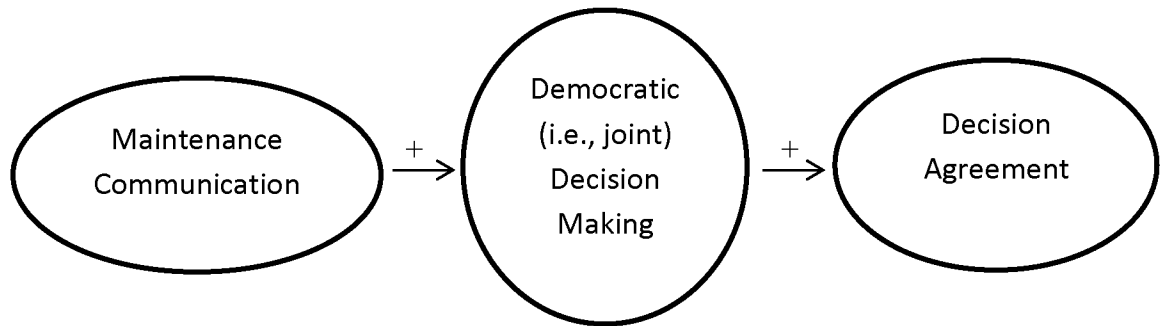 Maintenance
Communication
+
Democratic
(i.e., joint)
Decision
Making
+
Decision
Agreement